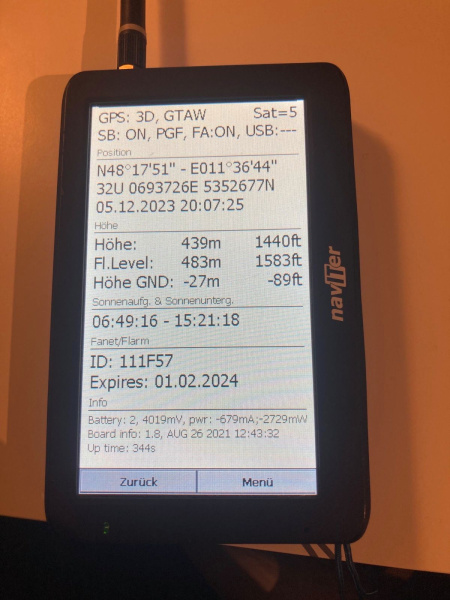 GPS: 3D, GTAW Sat=5
SB: ON, PGF, FA:ON, USB:---
Position
N48°17'51" - E011°36'44"
32U 0693726E 5352677N
05.12.2023 20:07:25
Höhe
Höhe: 439m 1440ft
Fl.Level: 483m 1583ft
Höhe GND: -27m -89ft
Sonnenaufg. & Sonnenunterg.
06:49:16 - 15:21:18
Fanet/Flarm
ID: 111F57
Expires: 01.02.2024
Info
Battery: 2, 4019mV, pwr: -679mA;-2729mW
Board info: 1.8, AUG 26 2021 12:43:32
Up time: 344s
Zurück Menü
naviter